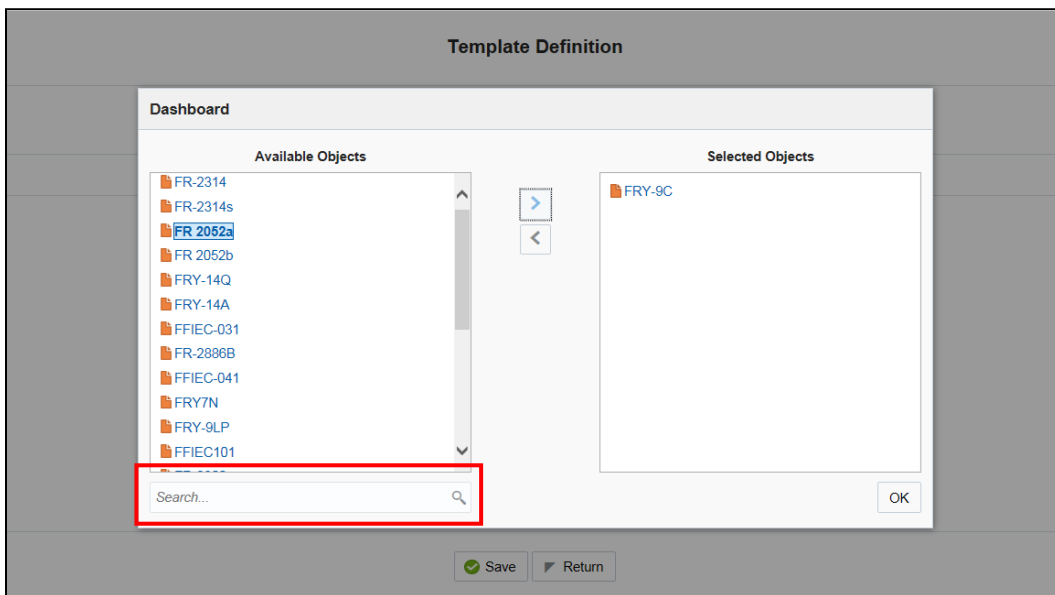 Template Definition
Dashboard
Available Objects
Selected Objects
FR-2314
FR-2314s
FR 2052a
FR 2052b
FRY-14Q
FRY-14A
FFIEC-031
FR-2886B
FFIEC-041
FRY7N
FRY-9LP
FFIEC101
FRY-9C
Search...
OK
Save
Return